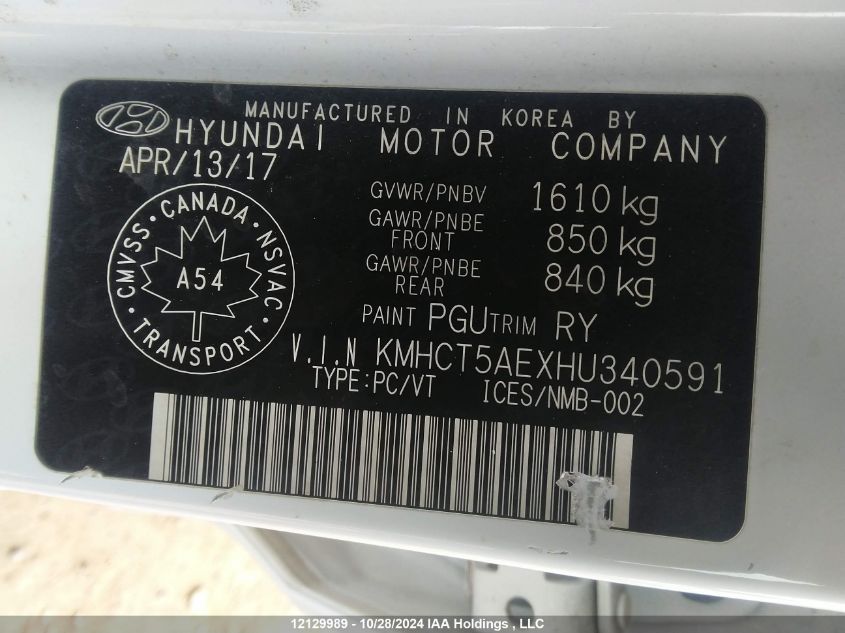 MANUFACTURED IN KOREA BY
HYUNDAI MOTOR COMPANY
APR/13/17
GVWR/PNBV 1610 kg
GAWR/PNBE FRONT 850 kg
GAWR/PNBE REAR 840 kg
CMVSS · CANADA · NSVAC
A54
· TRANSPORT ·
PAINT PGU TRIM RY
V.I.N KMHCT5AEXHU340591
TYPE:PC/VT ICES/NMB-002
12129989 - 10/28/2024 IAA Holdings , LLC